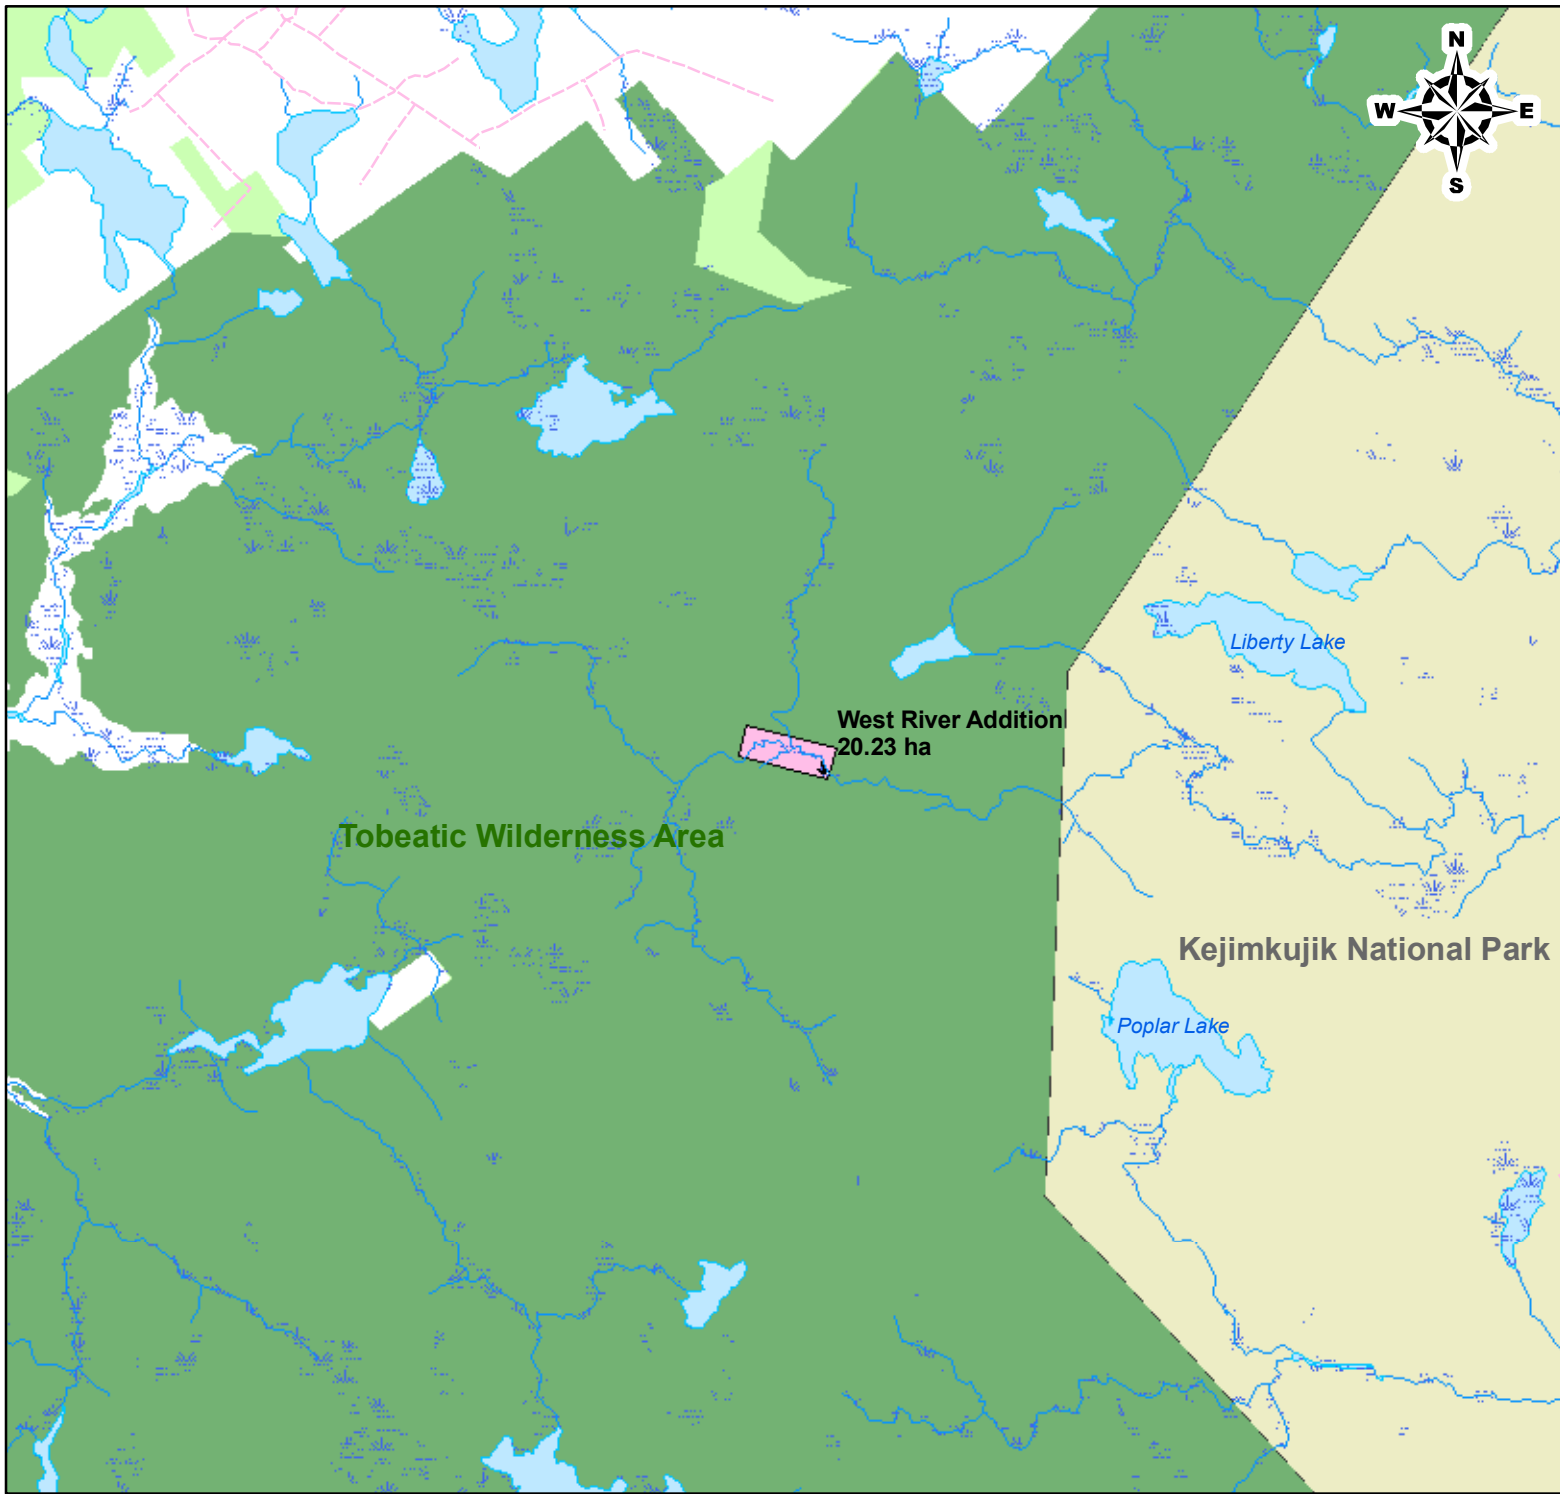 N
W E
S
Liberty Lake
West River Addition
20.23 ha
Tobeatic Wilderness Area
Kejimkujik National Park
Poplar Lake